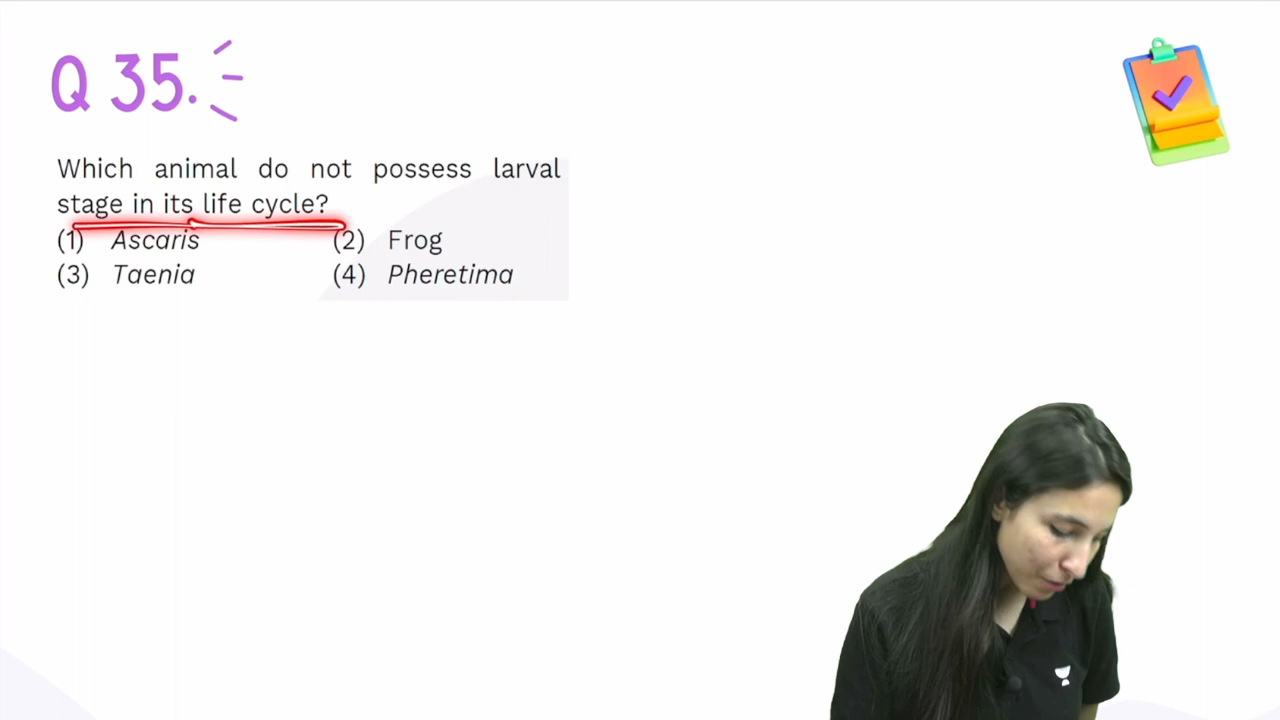 Q 35.
Which animal do not possess larval
stage in its life cycle?
(1) Ascaris (2) Frog
(3) Taenia (4) Pheretima